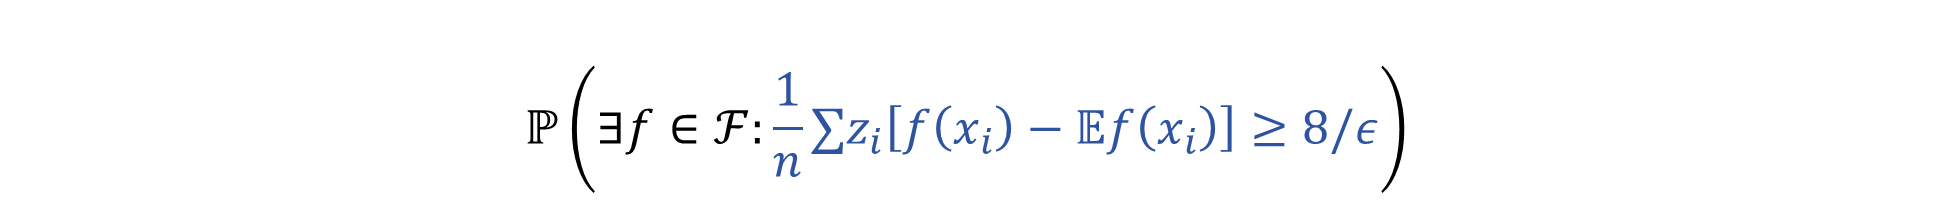 ℙ(∃f ∈ ℱ: 1/n ∑z_i[f(x_i) − 𝔼f(x_i)] ≥ 8/ϵ)